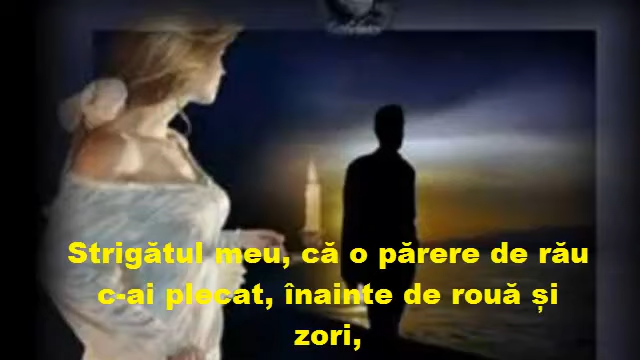 Strigătul meu, că o părere de rău
c-ai plecat, înainte de rouă și
zori,